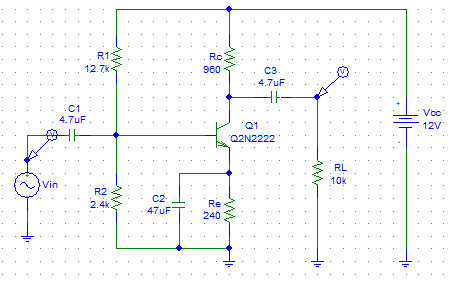 R1
12.7k
Rc
960
C3
4.7uF
V
C1
4.7uF
V
Q1
Q2N2222
+
Vcc
12V
-
+
Vin
-
R2
2.4k
C2
47uF
Re
240
RL
10k